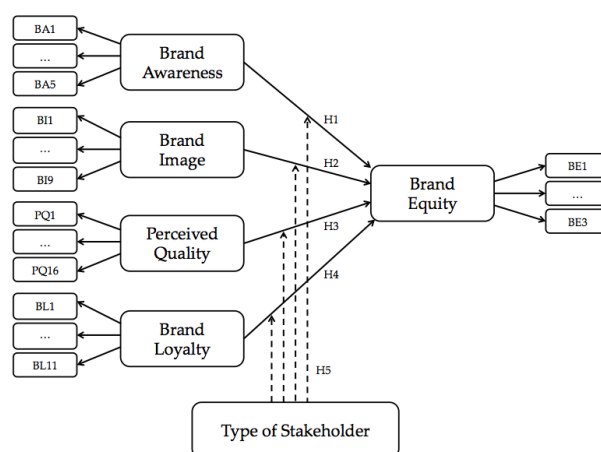 BA1
...
BA5
Brand
Awareness
H1
BI1
...
BI9
Brand
Image
H2
BE1
...
BE3
Brand
Equity
PQ1
...
PQ16
Perceived
Quality
H3
H4
BL1
...
BL11
Brand
Loyalty
H5
Type of Stakeholder